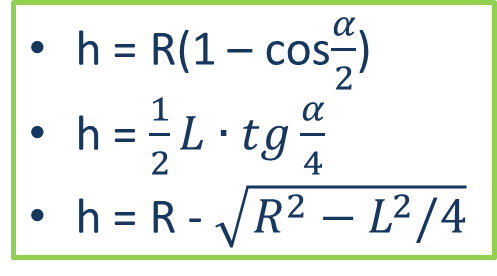 • h = R(1 – cos α/2)
• h = 1/2 L · tg α/4
• h = R - √(R² − L²/4)